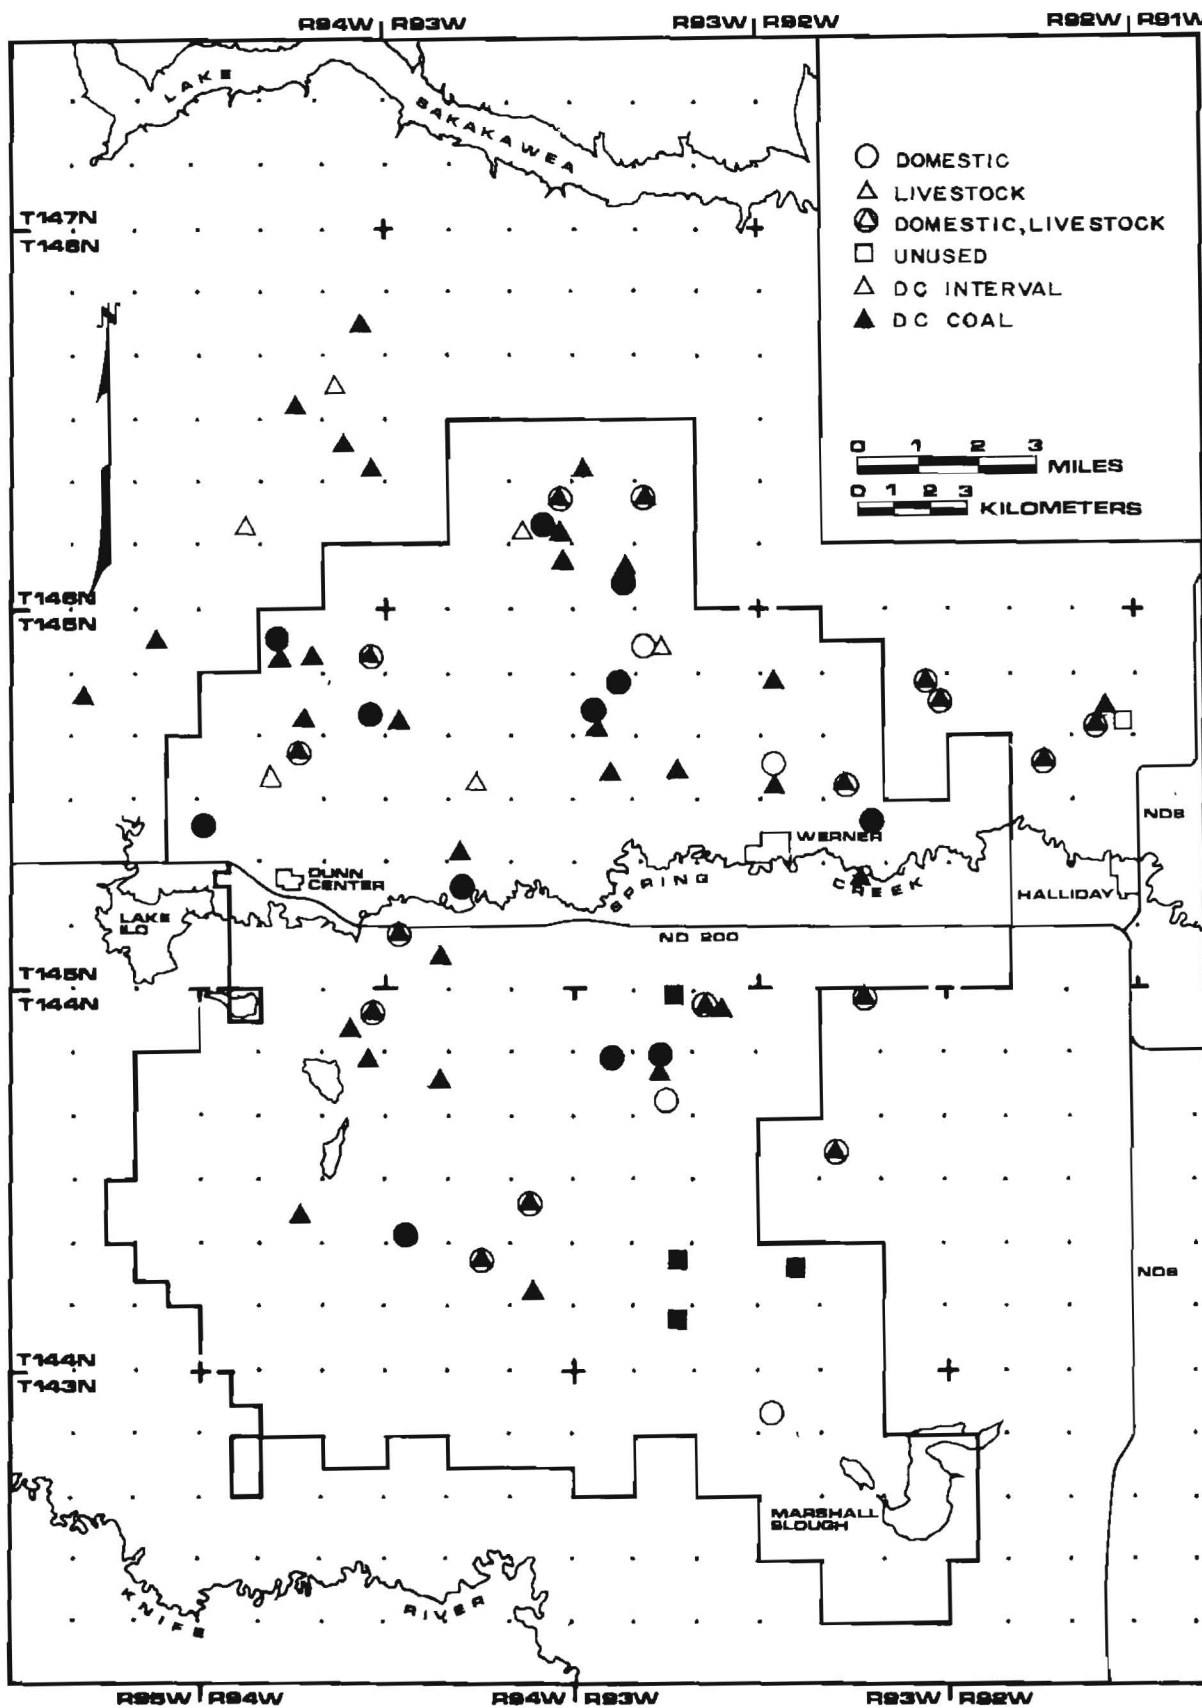 R94W R93W
R93W R92W
R92W R91W
LAKE
SAKAKAWEA
DOMESTIC
LIVESTOCK
DOMESTIC, LIVESTOCK
UNUSED
DC INTERVAL
DC COAL
T147N
T146N
N
0 1 2 3
MILES
0 1 2 3
KILOMETERS
T146N
T145N
ND8
WERNER
DUNN
CENTER
SPRING
CREEK
HALLIDAY
LAKE
ILO
ND 200
T145N
T144N
ND8
T144N
T143N
MARSHALL
SLOUGH
KNIFE
RIVER
R95W R94W
R94W R93W
R93W R92W